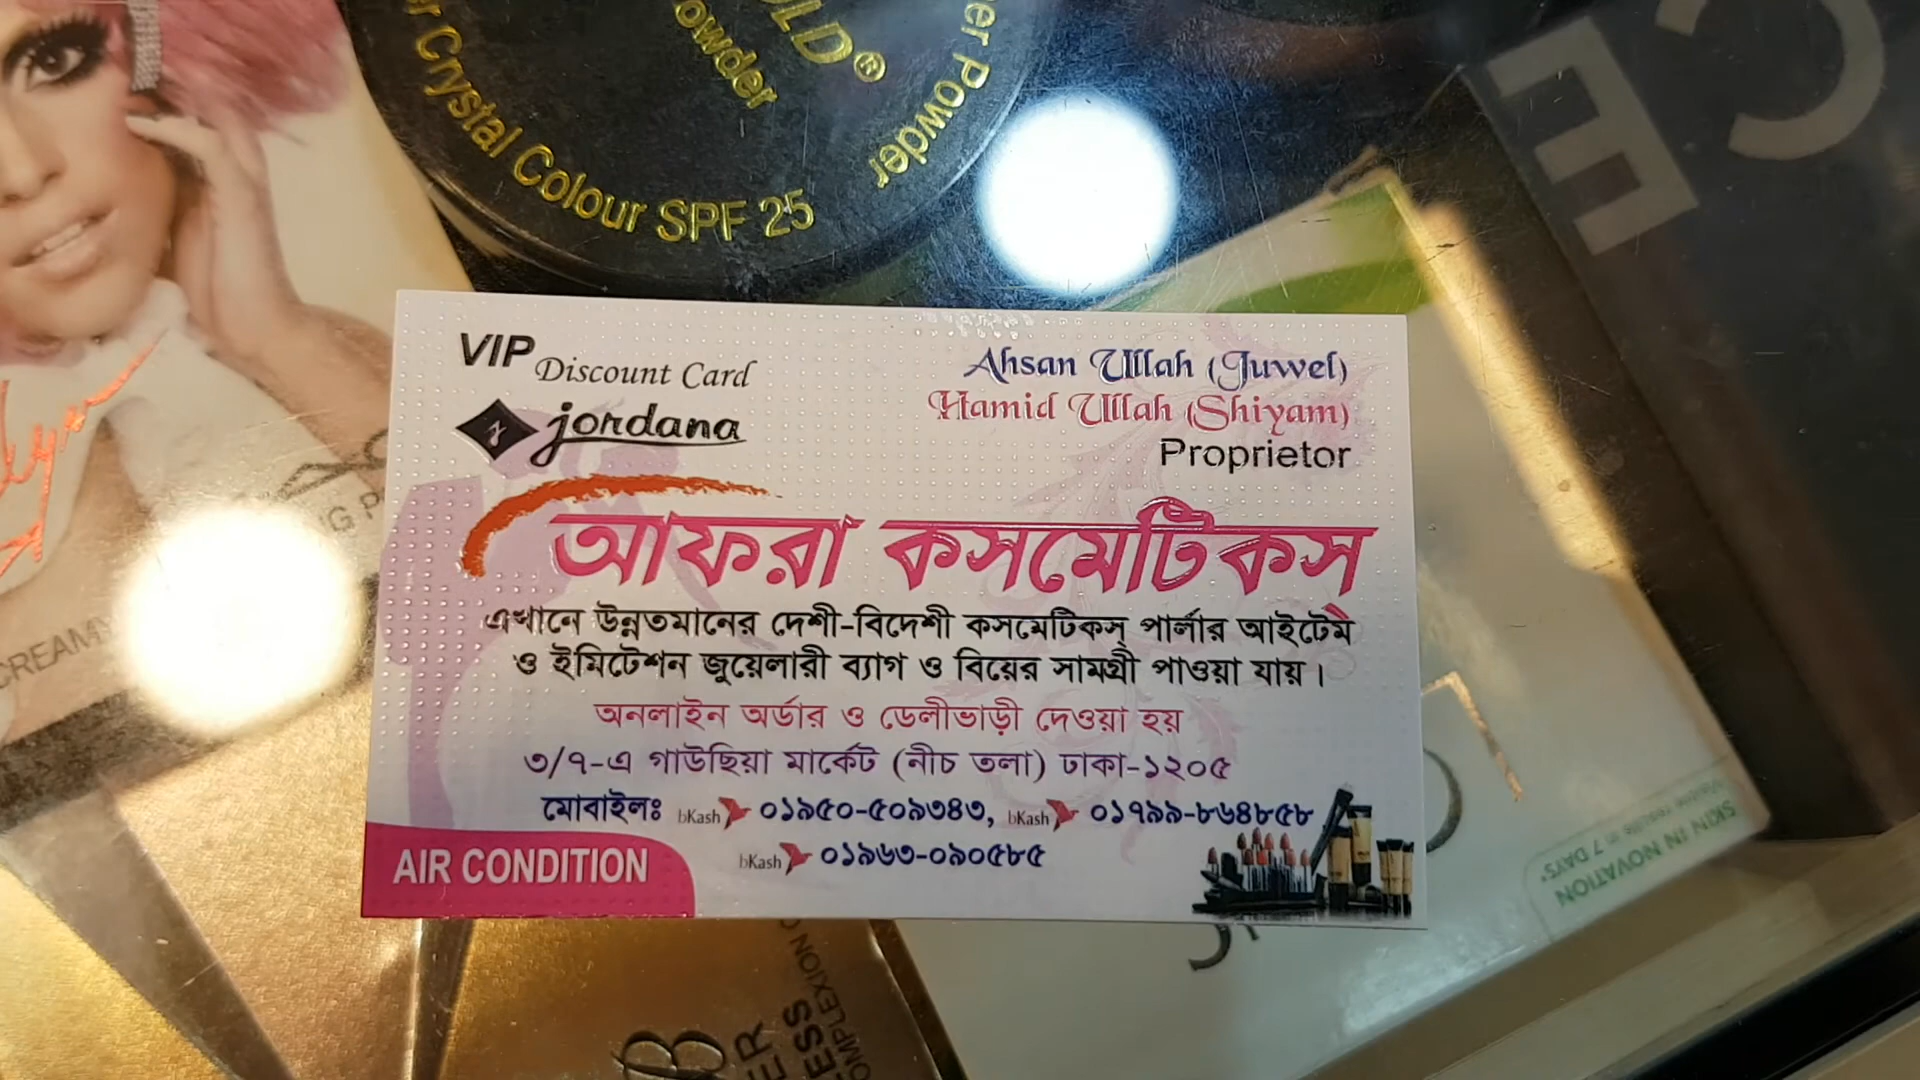 er Powder
Powder
Crystal Colour SPF 25
VIP Discount Card
jordana
Ahsan Ullah (Juwel)
Hamid Ullah (Shiyam)
Proprietor
আফরা কসমেটিকস্
এখানে উন্নতমানের দেশী-বিদেশী কসমেটিকস্ পার্লার আইটেম
ও ইমিটেশন জুয়েলারী ব্যাগ ও বিয়ের সামগ্রী পাওয়া যায়।
অনলাইন অর্ডার ও ডেলীভাড়ী দেওয়া হয়
৩/৭-এ গাউছিয়া মার্কেট (নীচ তলা) ঢাকা-১২০৫
মোবাইলঃ bKash ০১৯৫০-৫০৯৩৪৩, bKash ০১৭৯৯-৮৬৪৮৫৮
bKash ০১৯৬৩-০৯০৫৮৫
AIR CONDITION
CREAMY
SKIN IN NOVATION